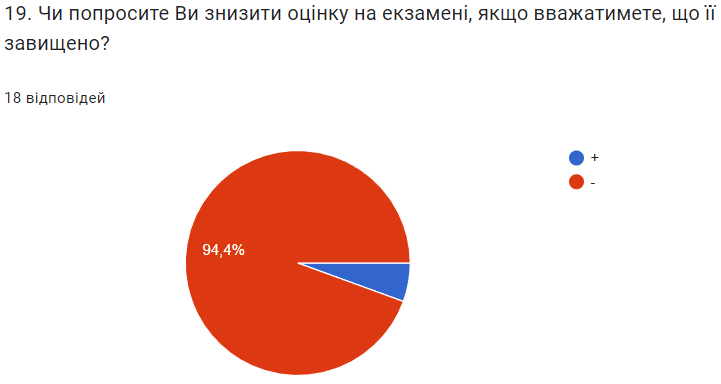 19. Чи попросите Ви знизити оцінку на екзамені, якщо вважатимете, що її
завищено?
18 відповідей
+
-
94,4%